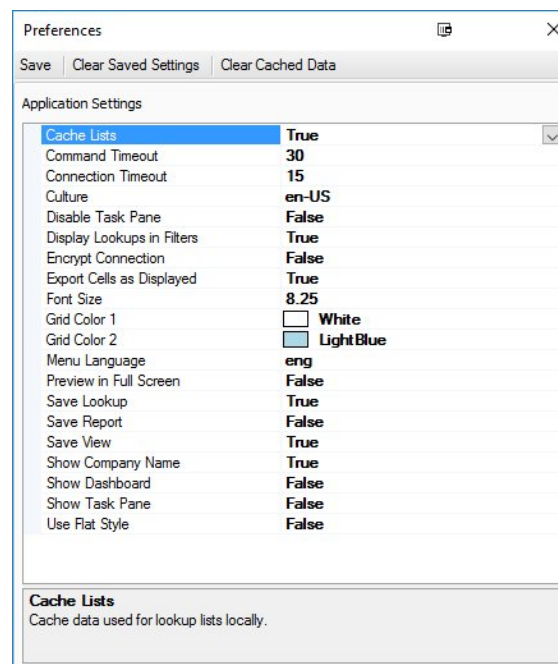 Preferences
Save Clear Saved Settings Clear Cached Data
Application Settings
Cache Lists True
Command Timeout 30
Connection Timeout 15
Culture en-US
Disable Task Pane False
Display Lookups in Filters True
Encrypt Connection False
Export Cells as Displayed True
Font Size 8.25
Grid Color 1 White
Grid Color 2 LightBlue
Menu Language eng
Preview in Full Screen False
Save Lookup True
Save Report False
Save View True
Show Company Name True
Show Dashboard False
Show Task Pane False
Use Flat Style False
Cache Lists
Cache data used for lookup lists locally.